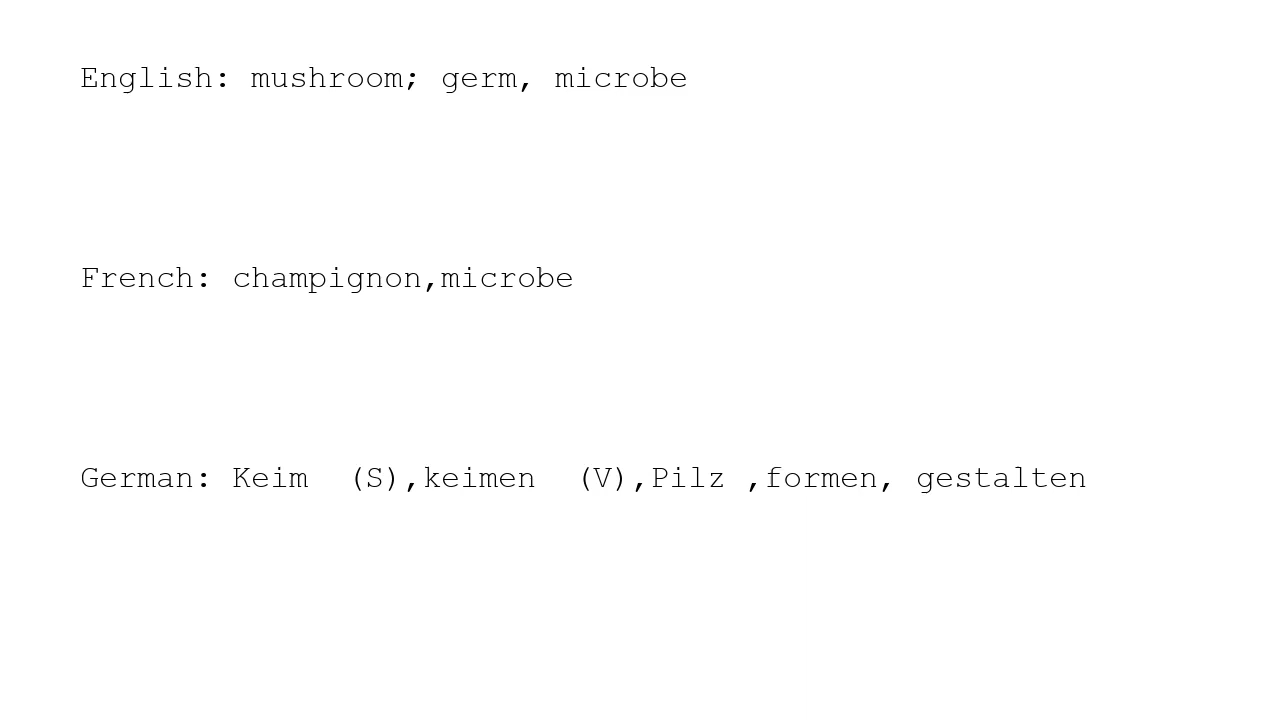 English: mushroom; germ, microbe
French: champignon,microbe
German: Keim  (S),keimen  (V),Pilz ,formen, gestalten